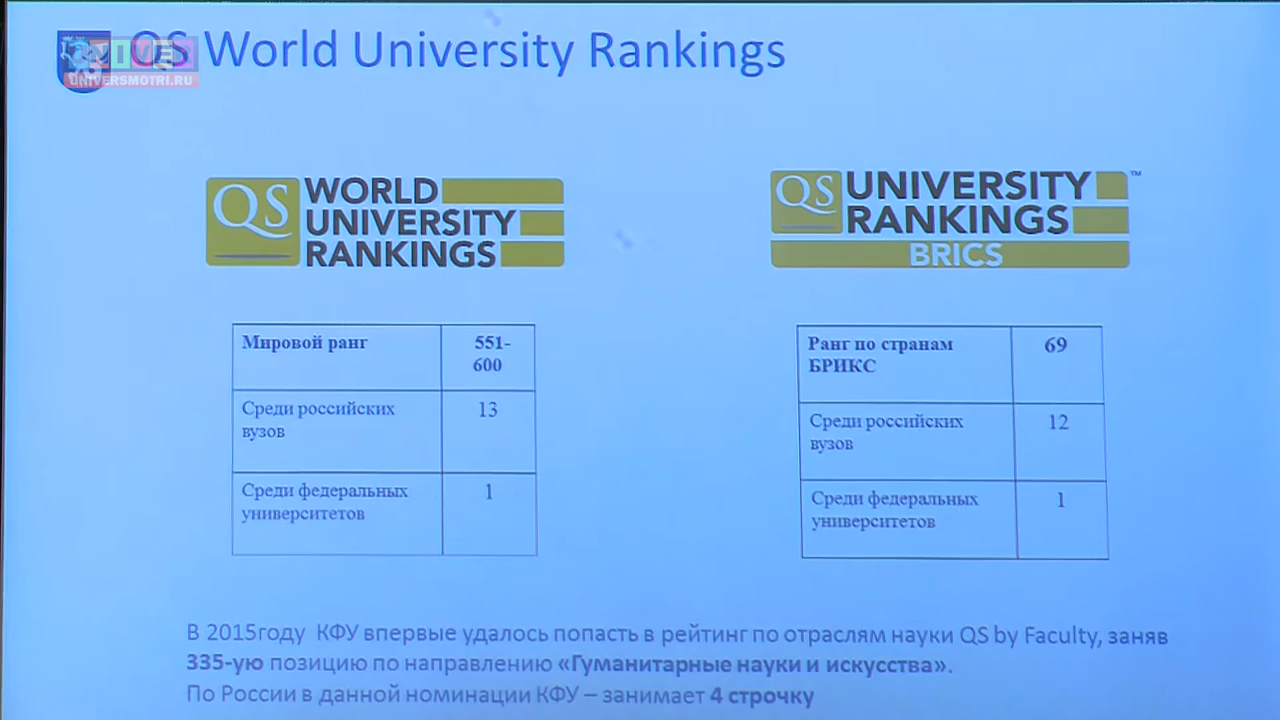 QS World University Rankings
UNIVER
UNIVERSMOTRI.RU
QS WORLD
UNIVERSITY
RANKINGS
QS UNIVERSITY ™
RANKINGS
BRICS
Мировой ранг 551-
600
Среди российских 13
вузов
Среди федеральных 1
университетов
Ранг по странам 69
БРИКС
Среди российских 12
вузов
Среди федеральных 1
университетов
В 2015году КФУ впервые удалось попасть в рейтинг по отраслям науки QS by Faculty, заняв
335-ую позицию по направлению «Гуманитарные науки и искусства».
По России в данной номинации КФУ – занимает 4 строчку